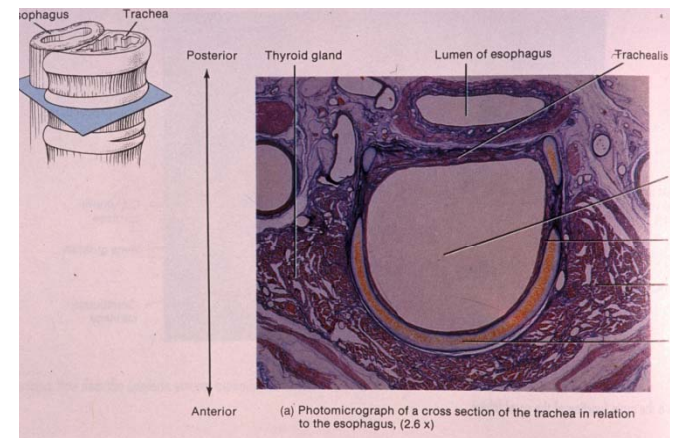 sophagus Trachea
Posterior Thyroid gland Lumen of esophagus Trachealis
Anterior
(a) Photomicrograph of a cross section of the trachea in relation
to the esophagus, (2.6 x)